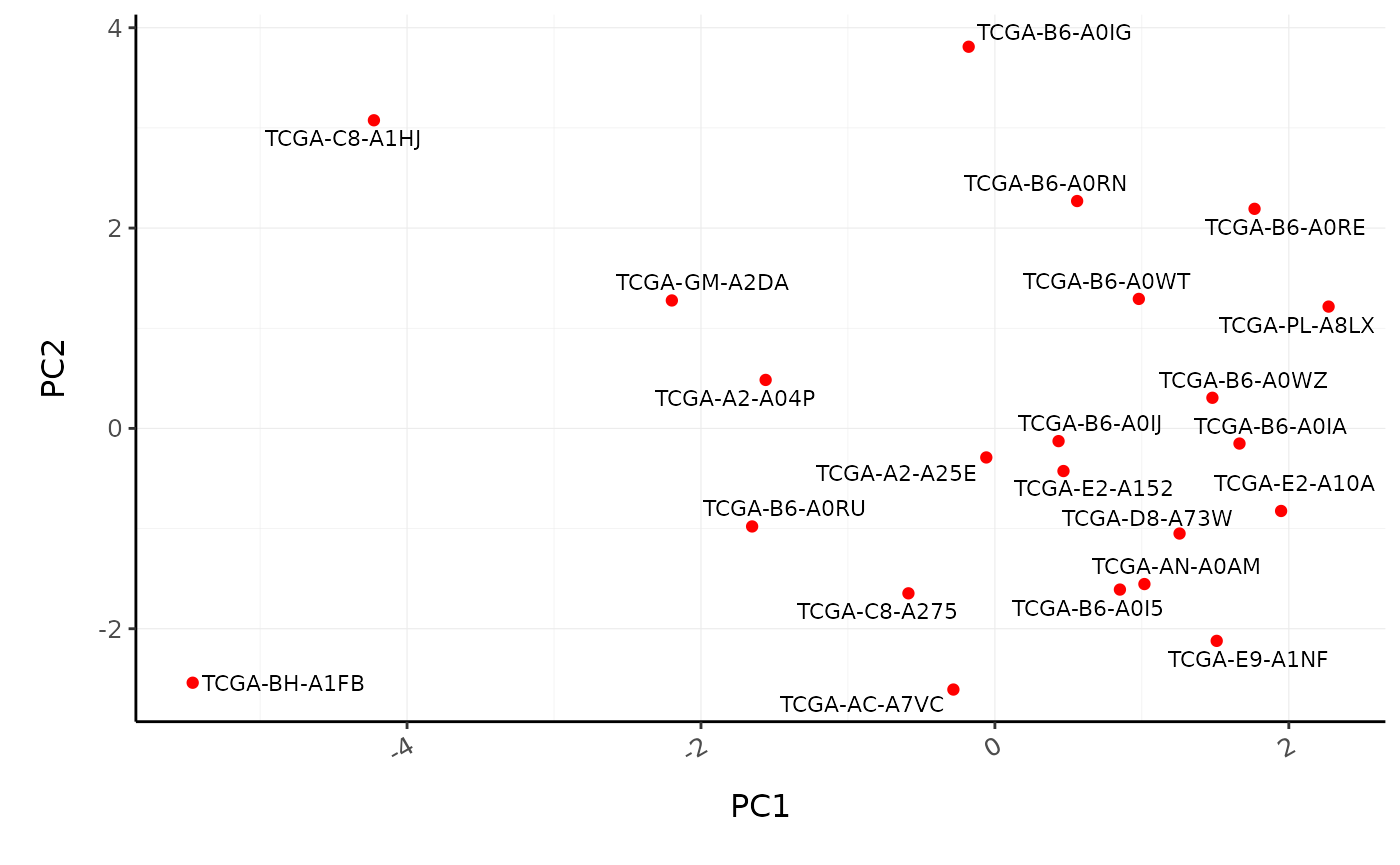 4
TCGA-B6-A0IG
TCGA-C8-A1HJ
TCGA-B6-A0RN
2
TCGA-B6-A0RE
TCGA-GM-A2DA
TCGA-B6-A0WT
TCGA-PL-A8LX
PC2
TCGA-A2-A04P
TCGA-B6-A0WZ
0
TCGA-B6-A0IJ
TCGA-B6-A0IA
TCGA-A2-A25E
TCGA-E2-A152
TCGA-E2-A10A
TCGA-B6-A0RU
TCGA-D8-A73W
TCGA-AN-A0AM
TCGA-C8-A275
TCGA-B6-A0I5
-2
TCGA-E9-A1NF
TCGA-BH-A1FB
TCGA-AC-A7VC
-4
-2
0
2
PC1